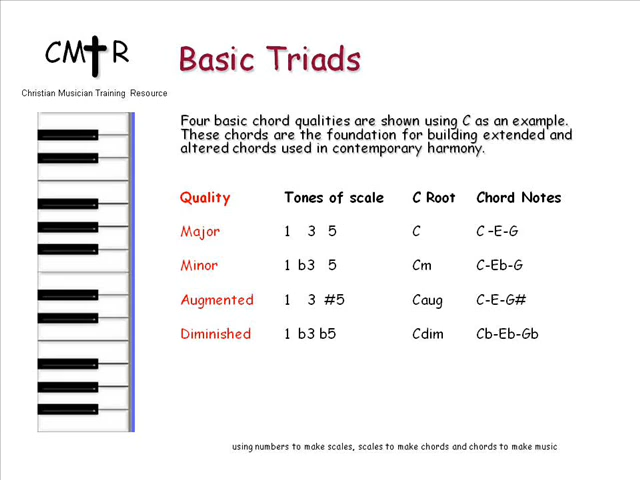 CM✝R
Christian Musician Training Resource
Basic Triads
Four basic chord qualities are shown using C as an example.
These chords are the foundation for building extended and
altered chords used in contemporary harmony.
Quality Tones of scale C Root Chord Notes
Major 1 3 5 C C -E-G
Minor 1 b3 5 Cm C-Eb-G
Augmented 1 3 #5 Caug C-E-G#
Diminished 1 b3 b5 Cdim Cb-Eb-Gb
using numbers to make scales, scales to make chords and chords to make music